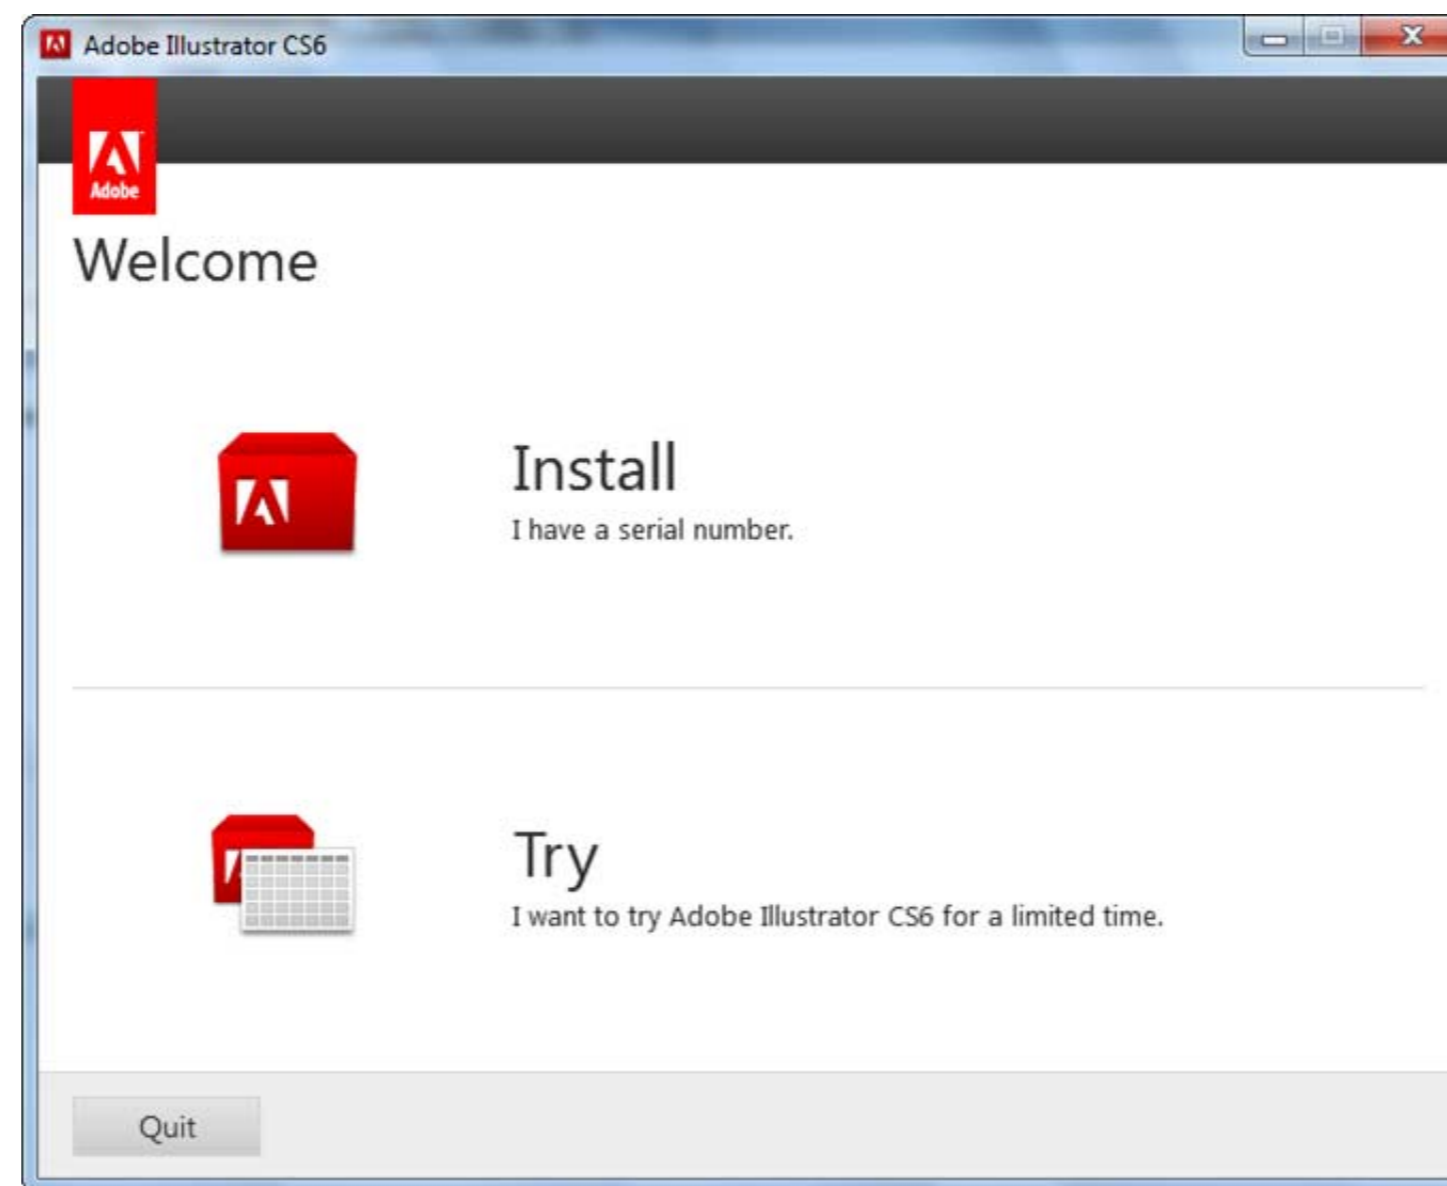 Adobe Illustrator CS6
Adobe
Welcome
Install
I have a serial number.
Try
I want to try Adobe Illustrator CS6 for a limited time.
Quit